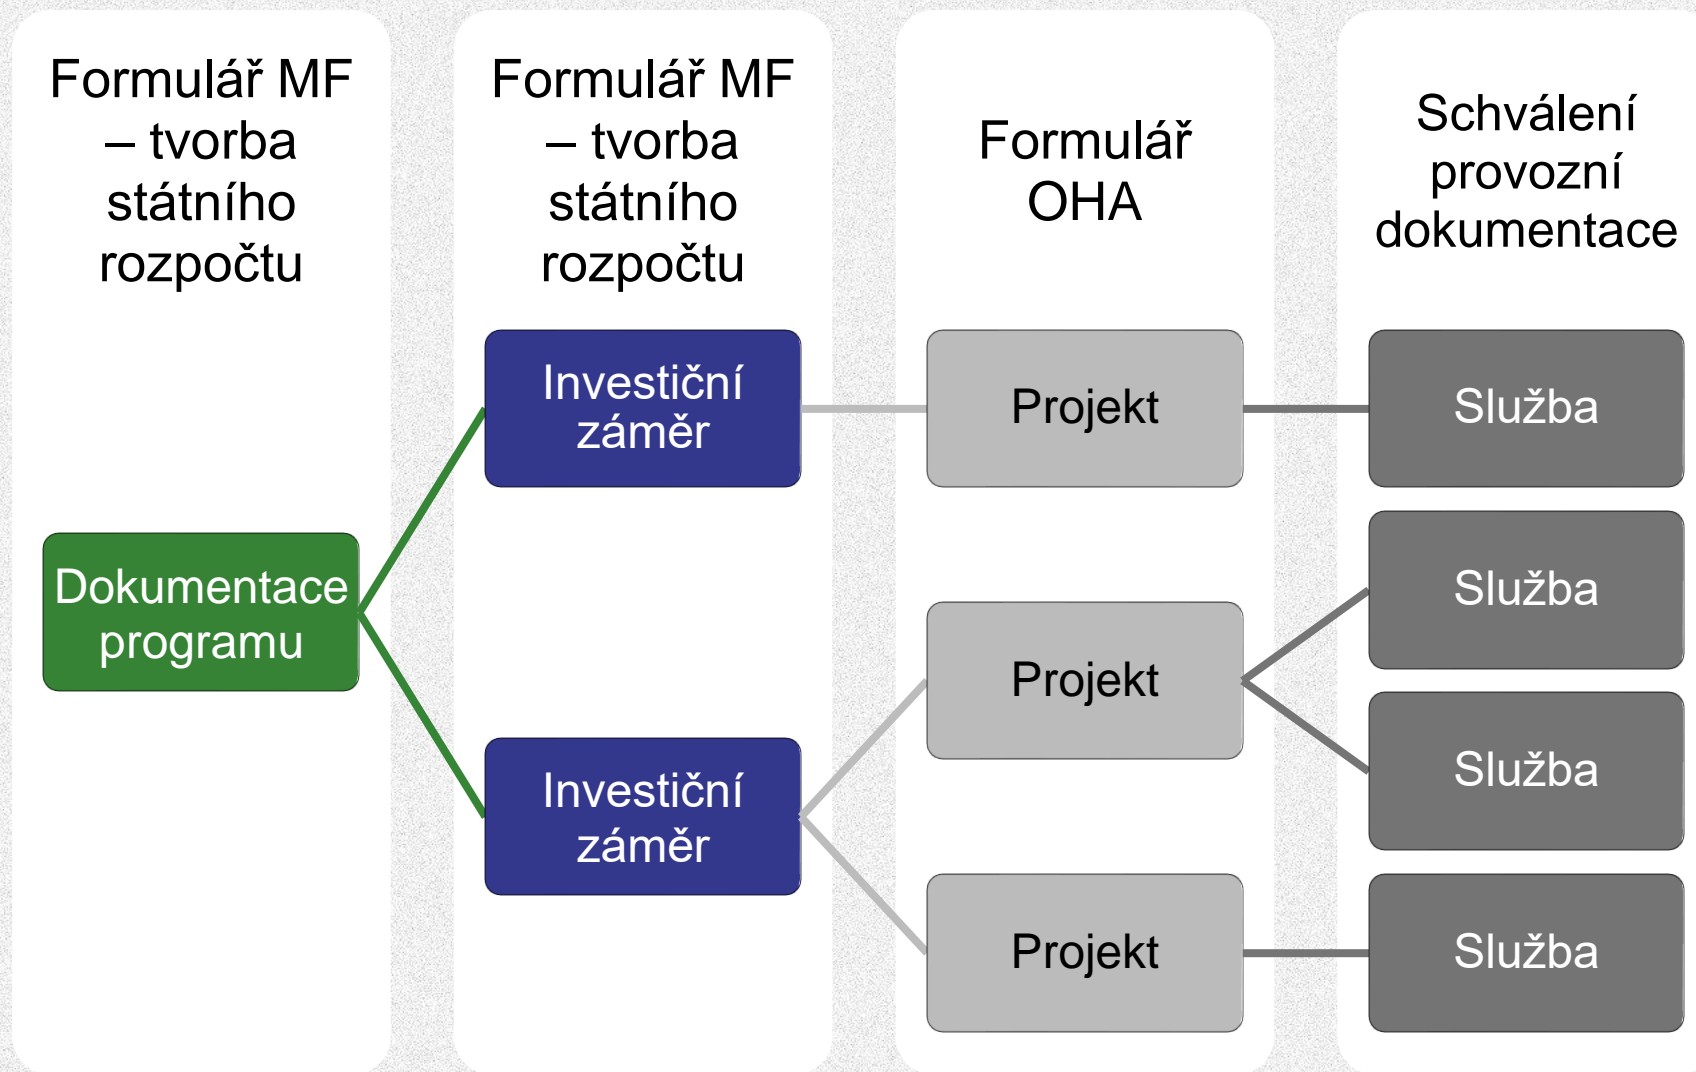 Formulář MF
– tvorba
státního
rozpočtu
Formulář MF
– tvorba
státního
rozpočtu
Formulář
OHA
Schválení
provozní
dokumentace
Dokumentace
programu
Investiční
záměr
Investiční
záměr
Projekt
Projekt
Projekt
Služba
Služba
Služba
Služba